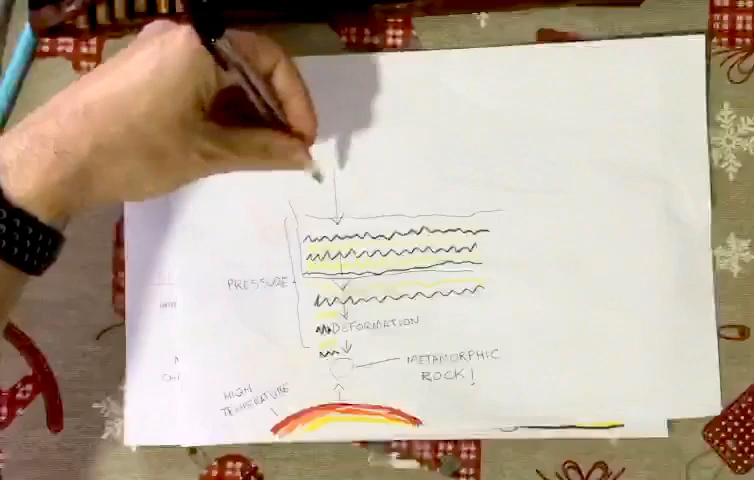 PRESSURE
DEFORMATION
METAMORPHIC
ROCK!
HIGH
TEMPERATURE